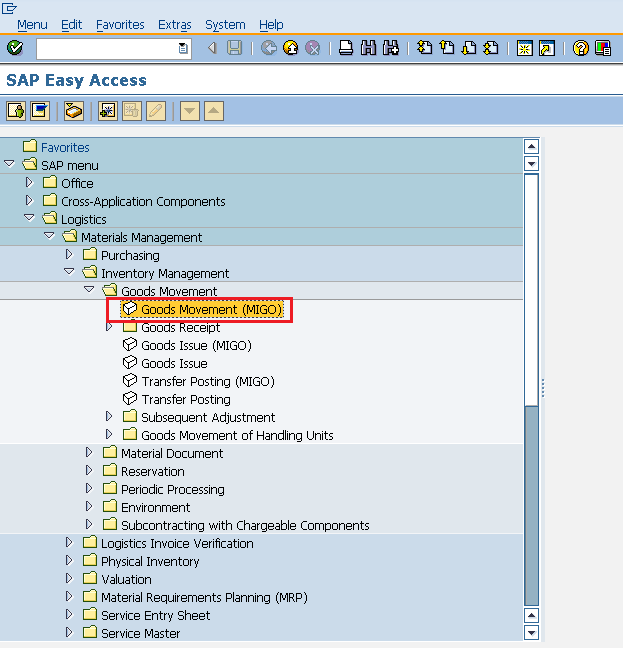 Menu Edit Favorites Extras System Help
SAP Easy Access
Favorites
SAP menu
Office
Cross-Application Components
Logistics
Materials Management
Purchasing
Inventory Management
Goods Movement
Goods Movement (MIGO)
Goods Receipt
Goods Issue (MIGO)
Goods Issue
Transfer Posting (MIGO)
Transfer Posting
Subsequent Adjustment
Goods Movement of Handling Units
Material Document
Reservation
Periodic Processing
Environment
Subcontracting with Chargeable Components
Logistics Invoice Verification
Physical Inventory
Valuation
Material Requirements Planning (MRP)
Service Entry Sheet
Service Master